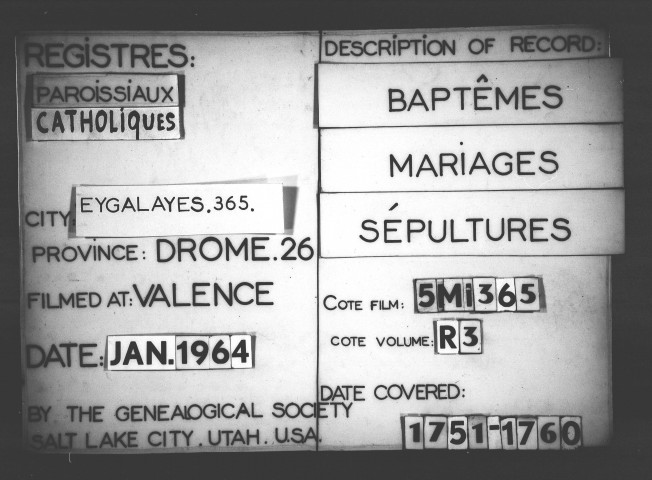 REGISTRES:
PAROISSIAUX
CATHOLIQUES
CITY: EYGALAYES.365.
PROVINCE: DROME.26
FILMED AT: VALENCE
DATE: JAN.1964
BY THE GENEALOGICAL SOCIETY
SALT LAKE CITY. UTAH. U.S.A.
DESCRIPTION OF RECORD:
BAPTÊMES
MARIAGES
SÉPULTURES
COTE FILM: 5Mi365
COTE VOLUME: R3
DATE COVERED:
1751-1760